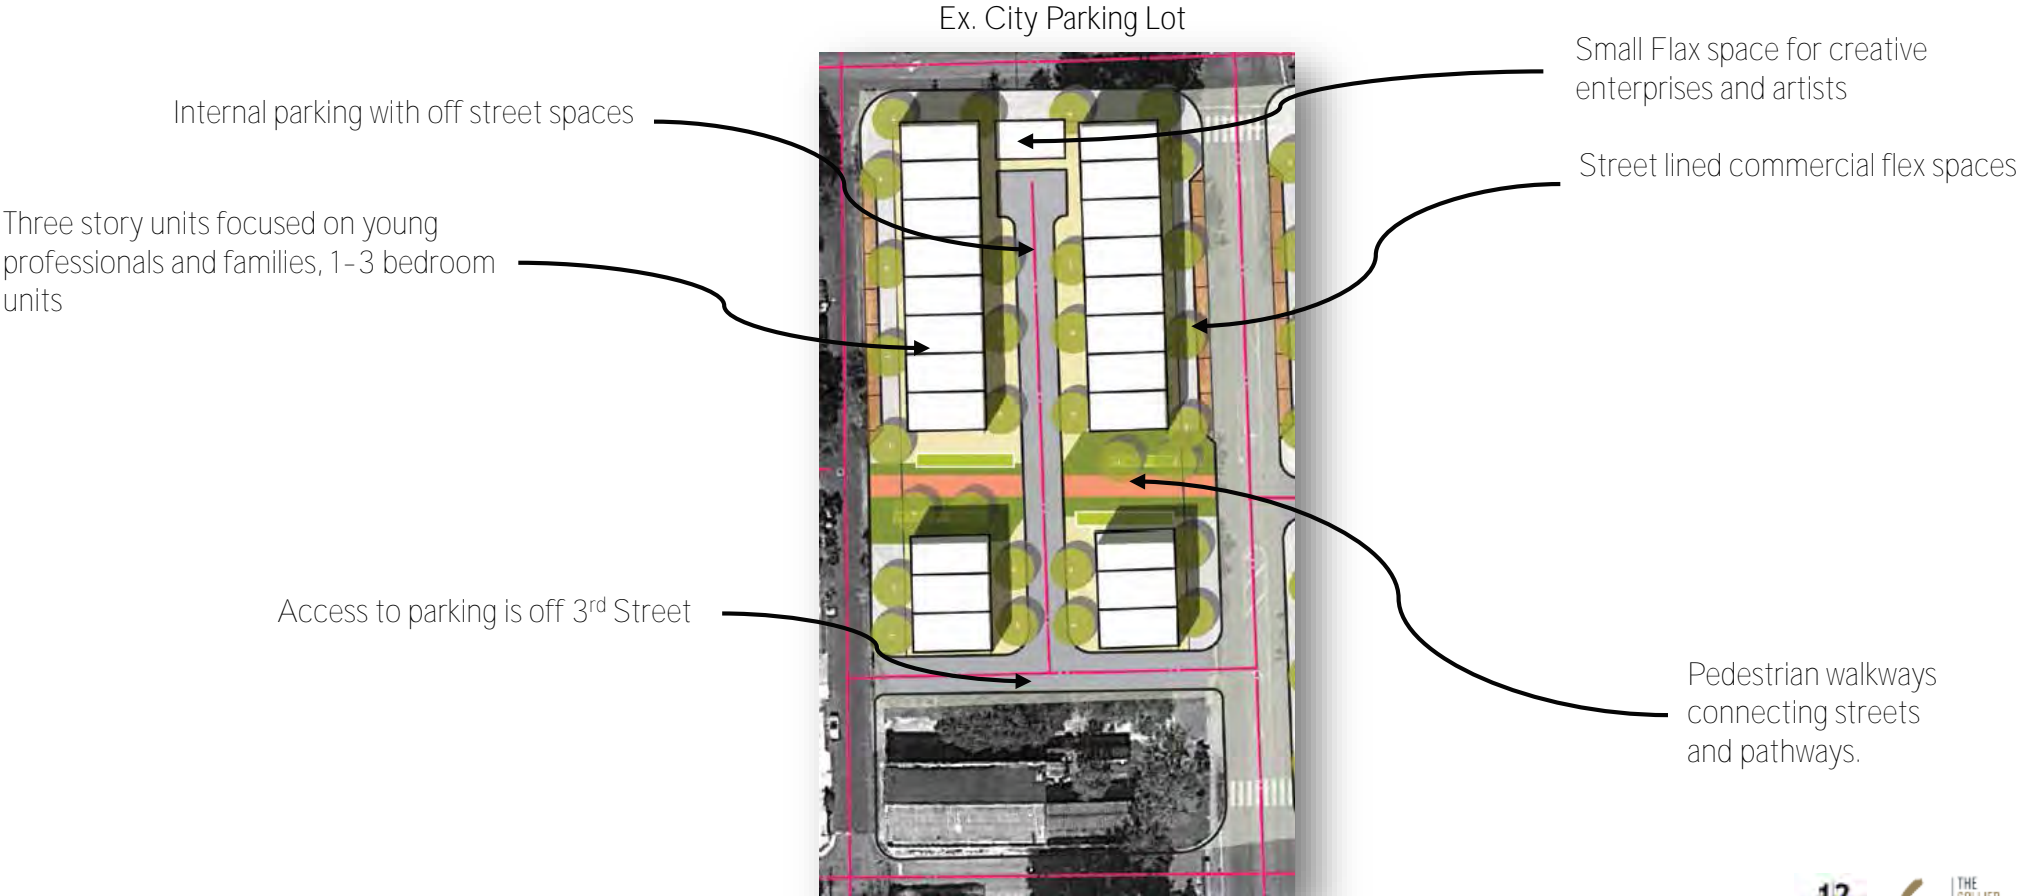 Ex. City Parking Lot
Small Flax space for creative
enterprises and artists
Internal parking with off street spaces
Street lined commercial flex spaces
Three story units focused on young
professionals and families, 1-3 bedroom
units
Access to parking is off 3rd Street
Pedestrian walkways
connecting streets
and pathways.
12
THE